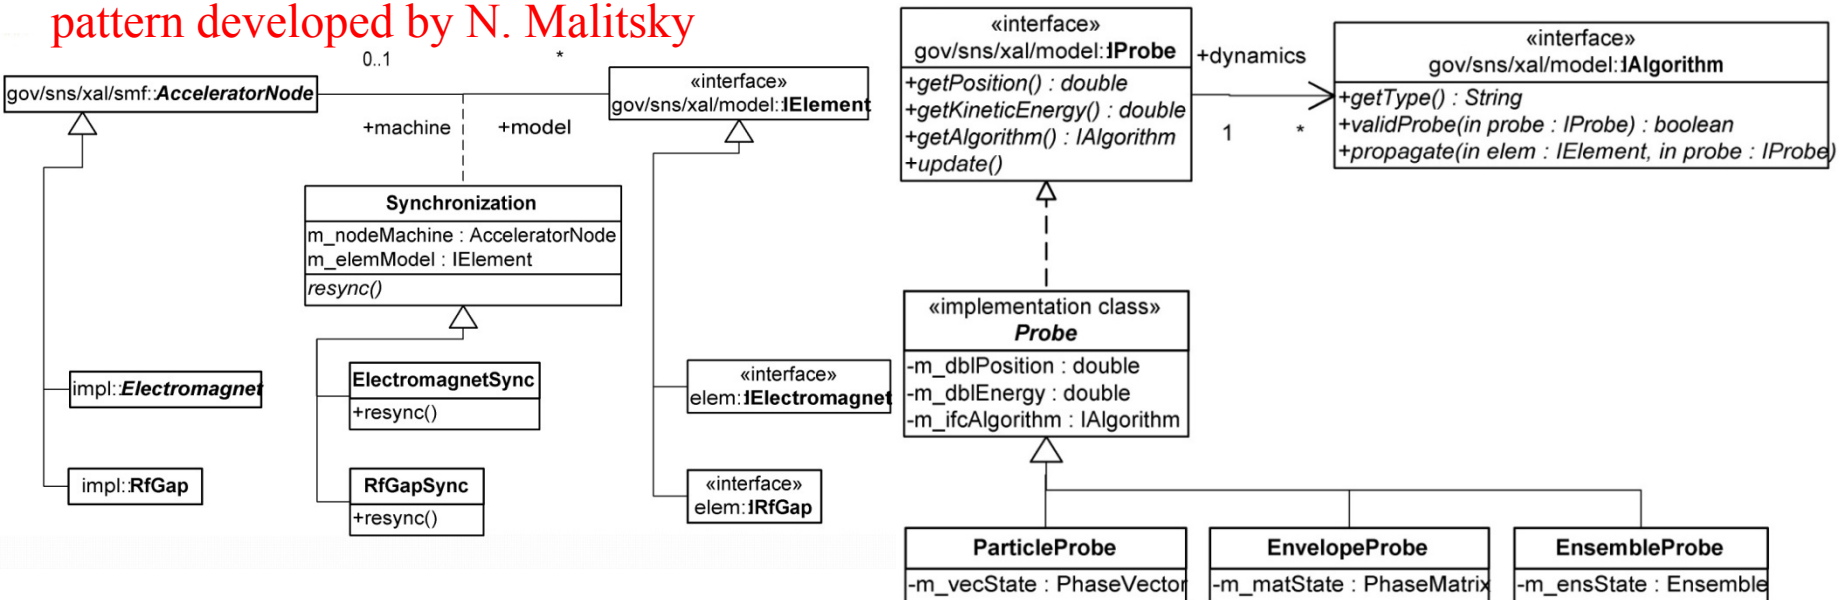 pattern developed by N. Malitsky
0..1
*
gov/sns/xal/smf::AcceleratorNode
«interface»
gov/sns/xal/model::IElement
+machine
+model
Synchronization
m_nodeMachine : AcceleratorNode
m_elemModel : IElement
resync()
impl::Electromagnet
impl::RfGap
ElectromagnetSync
+resync()
RfGapSync
+resync()
«interface»
elem::IElectromagnet
«interface»
elem::IRfGap
«interface»
gov/sns/xal/model::IProbe
+getPosition() : double
+getKineticEnergy() : double
+getAlgorithm() : IAlgorithm
+update()
+dynamics
1
*
«interface»
gov/sns/xal/model::IAlgorithm
+getType() : String
+validProbe(in probe : IProbe) : boolean
+propagate(in elem : IElement, in probe : IProbe)
«implementation class»
Probe
-m_dblPosition : double
-m_dblEnergy : double
-m_ifcAlgorithm : IAlgorithm
ParticleProbe
-m_vecState : PhaseVector
EnvelopeProbe
-m_matState : PhaseMatrix
EnsembleProbe
-m_ensState : Ensemble